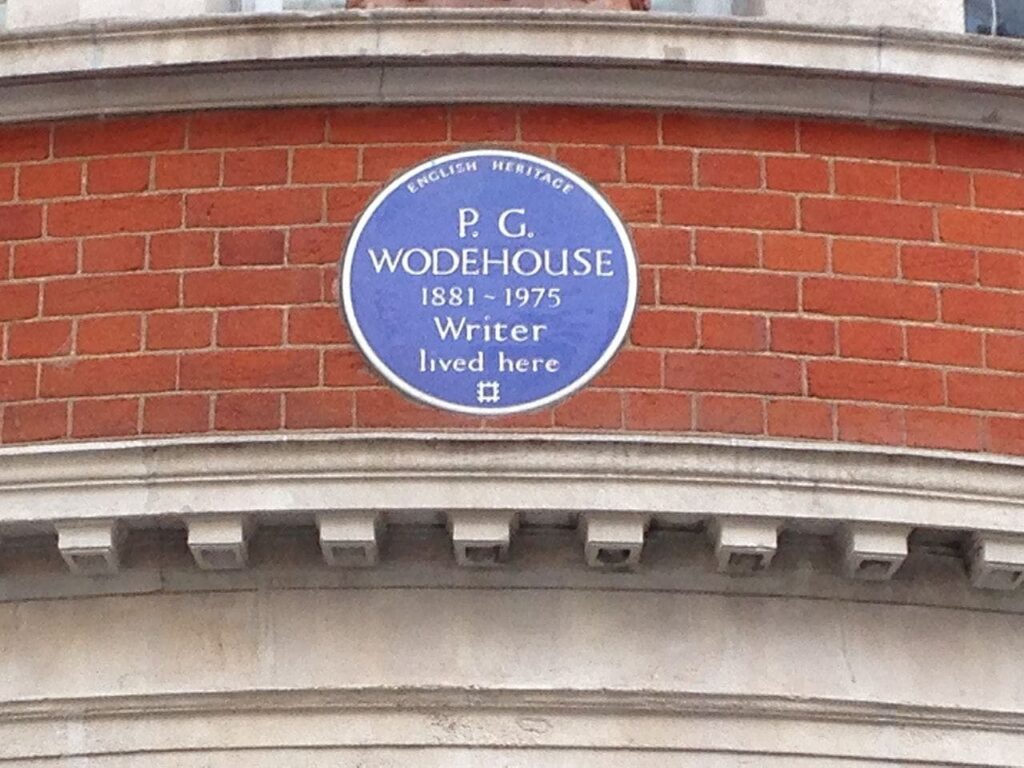 ENGLISH HERITAGE
P. G.
WODEHOUSE
1881~1975
Writer
lived here